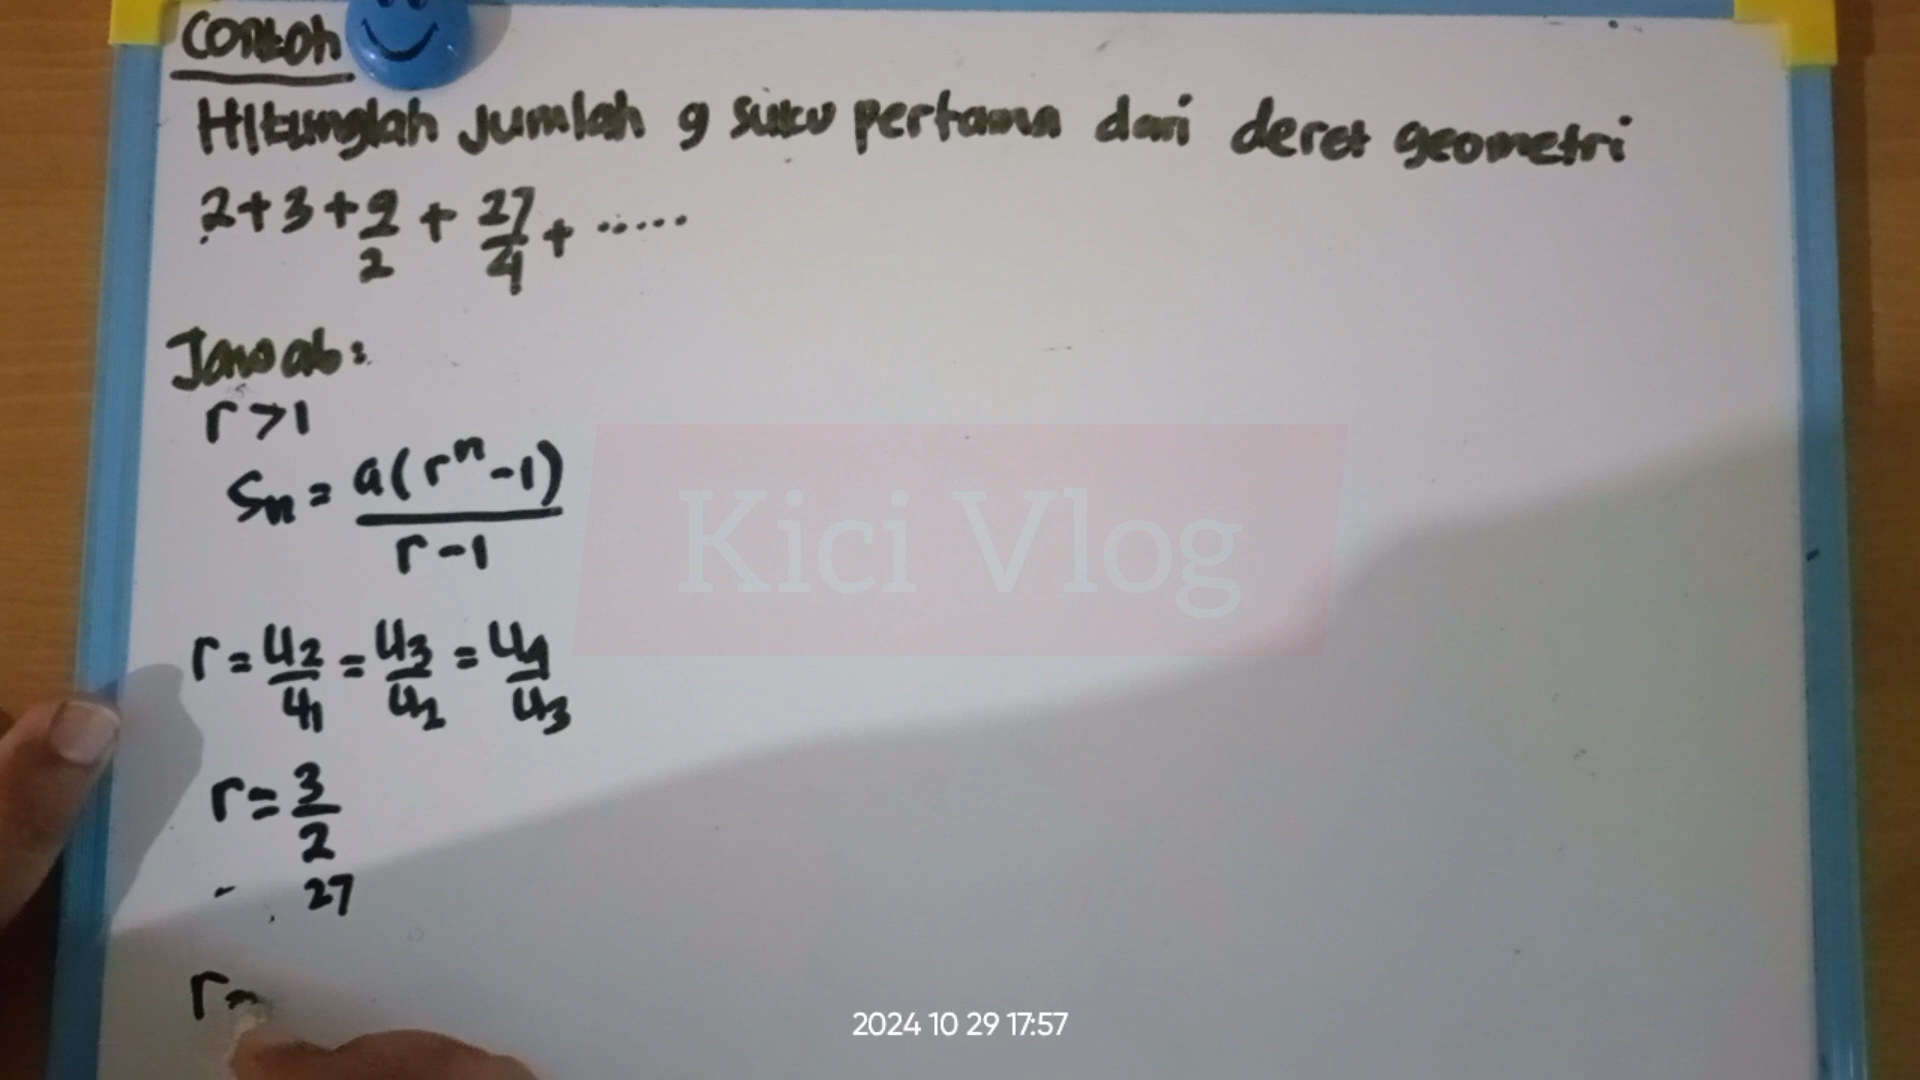 Contoh
Hitunglah jumlah 9 suku pertama dari deret geometri
2+3+9/2 + 27/4 + ......
Jawab:
r>1
Sn = a(r^n-1)/r-1
r = U2/U1 = U3/U2 = U4/U3
r = 3/2
27
r=
Kici Vlog
2024 10 29 17:57